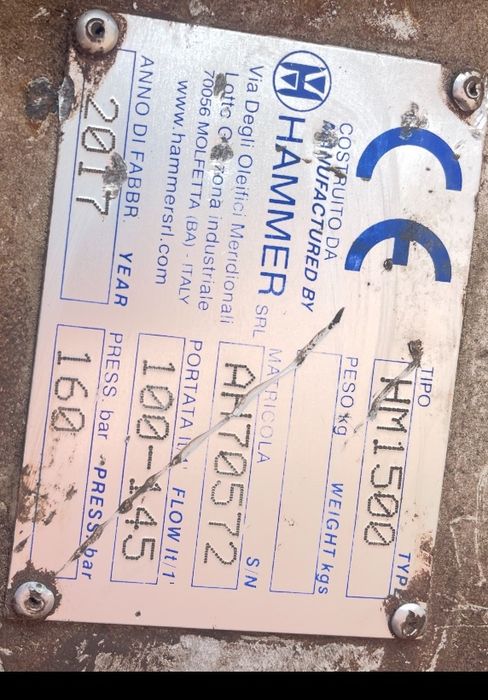 CE
COSTRUITO DA
MANUFACTURED BY
HAMMER SRL
Via Degli Oleifici Meridionali
Lotto zona industriale
70056 MOLFETTA (BA) - ITALY
www.hammersrl.com
ANNO DI FABBR. YEAR
2017
TIPO TYPE
HM1500
PESO kg WEIGHT kgs
MATRICOLA S/N
AH70572
PORTATA lt/1' FLOW lt/1'
100-145
PRESS. bar PRESS. bar
160